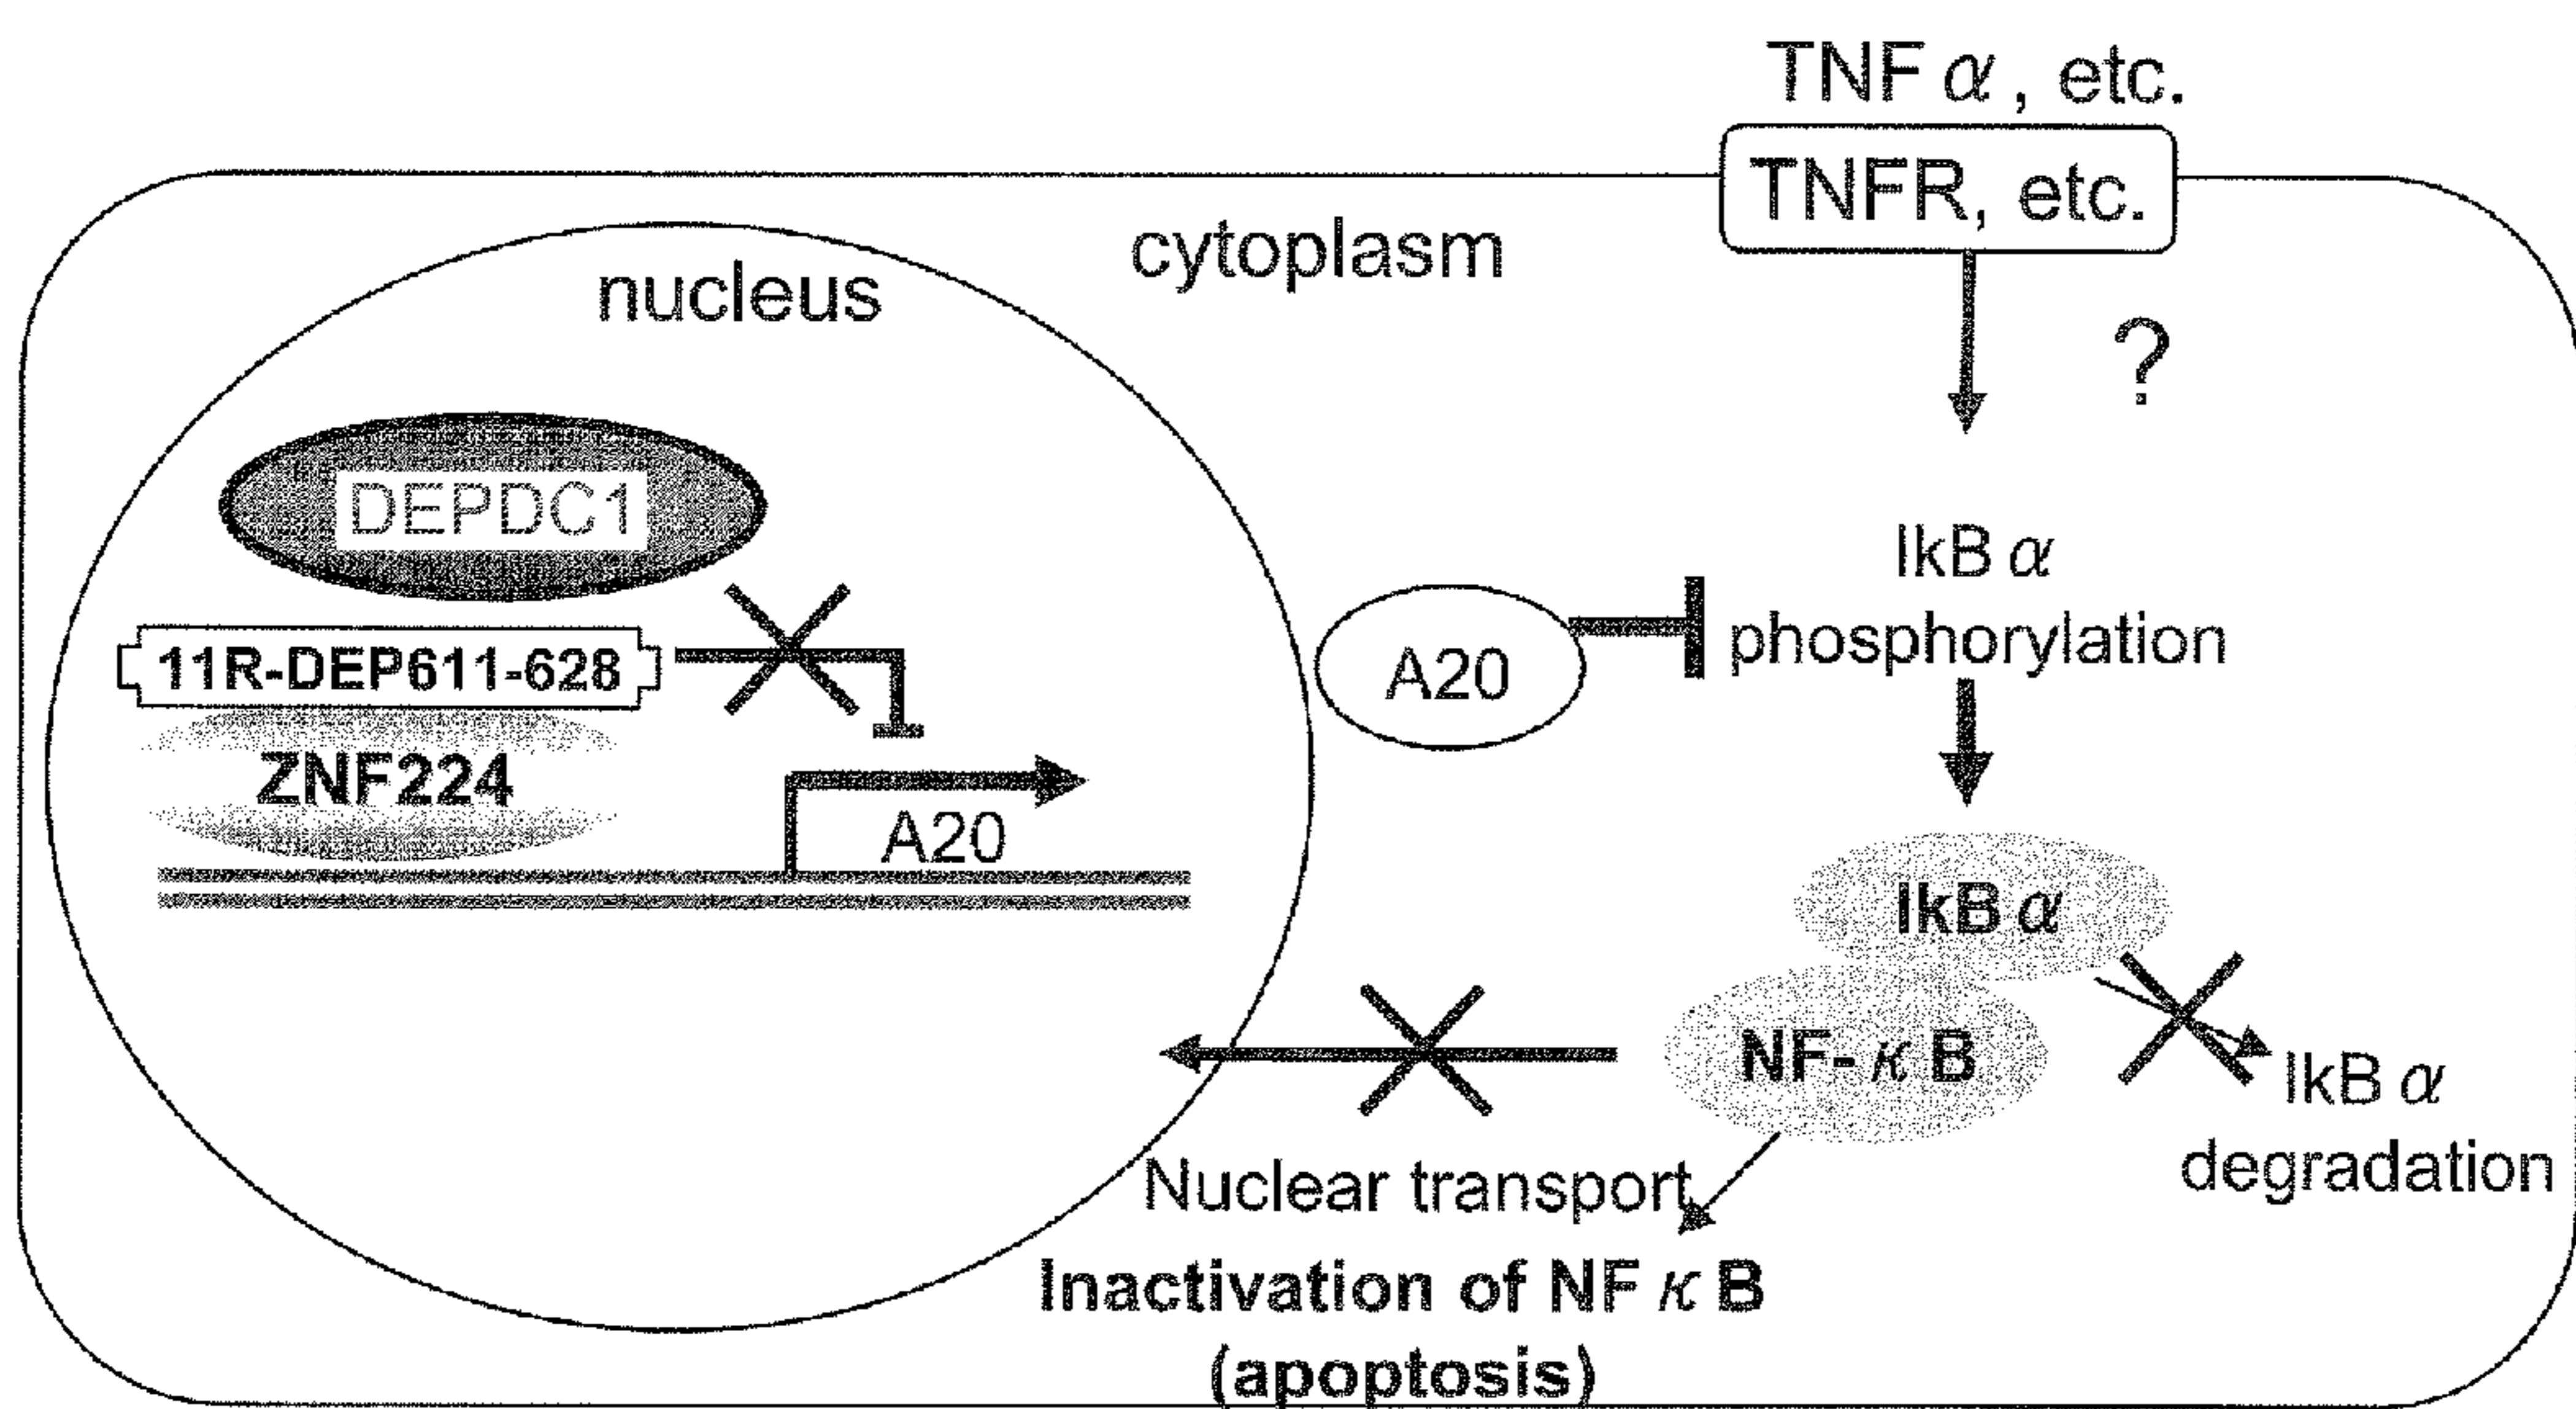 TNF α, etc.
TNFR, etc.
cytoplasm
nucleus
?
DEPDC1
IkB α
phosphorylation
A20
11R-DEP611-628
ZNF224
A20
IkB α
NF-κ B
IkB α
degradation
Nuclear transport
Inactivation of NF κ B
(apoptosis)